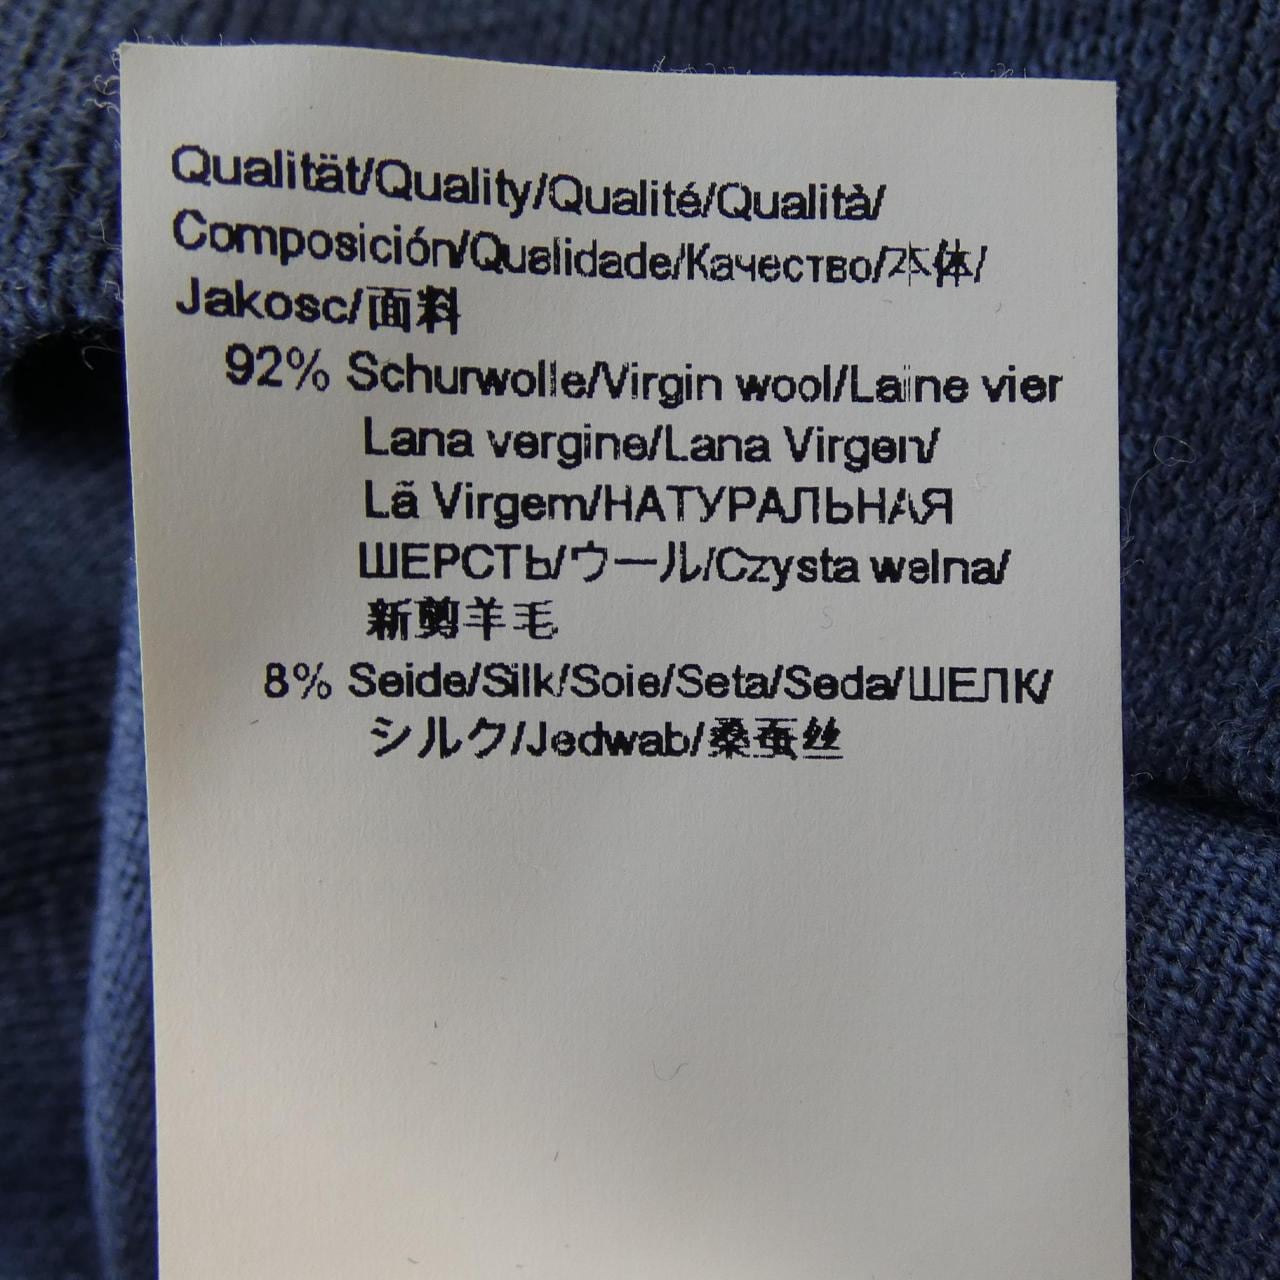 Qualität/Quality/Qualité/Qualità/
Composición/Qualidade/Качество/本体/
Jakosc/面料
92% Schurwolle/Virgin wool/Laine vier
Lana vergine/Lana Virgen/
Lã Virgem/НАТУРАЛЬНАЯ
ШЕРСТЬ/ウール/Czysta welna/
新剪羊毛
8% Seide/Silk/Soie/Seta/Seda/ШЕЛК/
シルク/Jedwab/桑蚕丝